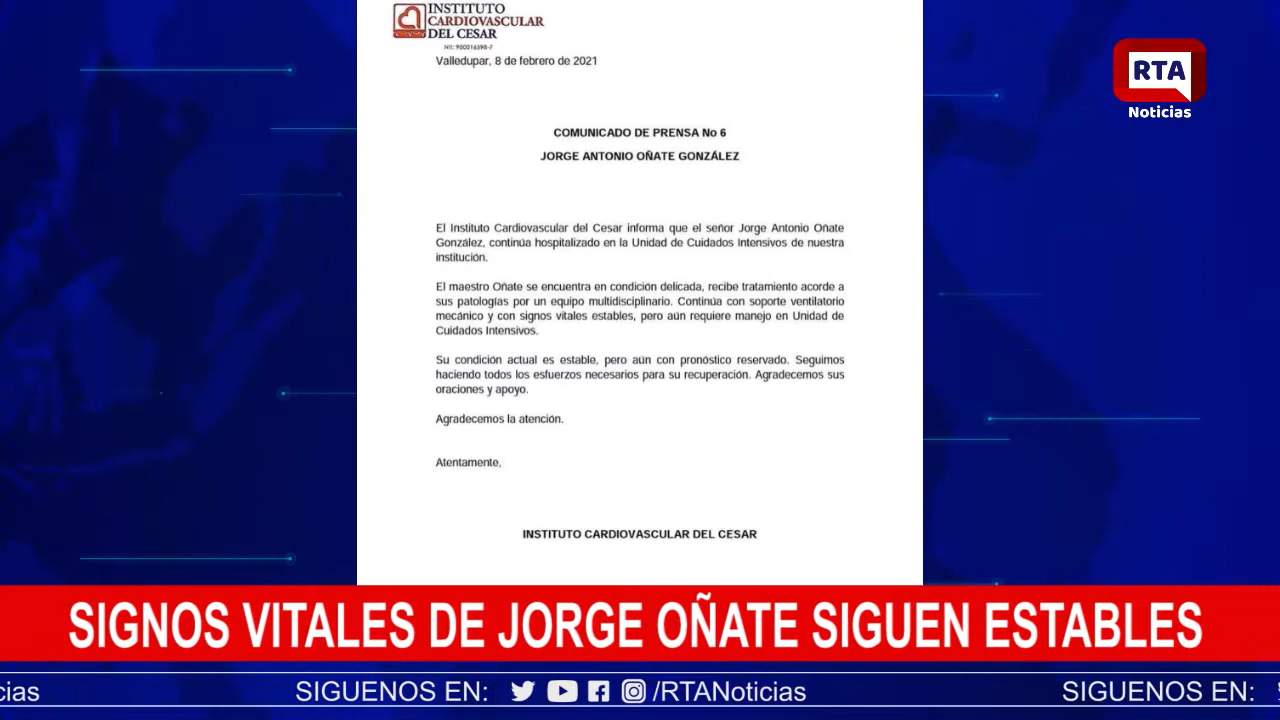 INSTITUTO
CARDIOVASCULAR
DEL CESAR
Nit: 900016598-7
Valledupar, 8 de febrero de 2021
RTA
Noticias
COMUNICADO DE PRENSA No 6
JORGE ANTONIO OÑATE GONZÁLEZ
El Instituto Cardiovascular del Cesar informa que el señor Jorge Antonio Oñate
González, continúa hospitalizado en la Unidad de Cuidados Intensivos de nuestra
institución.
El maestro Oñate se encuentra en condición delicada, recibe tratamiento acorde a
sus patologías por un equipo multidisciplinario. Continúa con soporte ventilatorio
mecánico y con signos vitales estables, pero aún requiere manejo en Unidad de
Cuidados Intensivos.
Su condición actual es estable, pero aún con pronóstico reservado. Seguimos
haciendo todos los esfuerzos necesarios para su recuperación. Agradecemos sus
oraciones y apoyo.
Agradecemos la atención.
Atentamente,
INSTITUTO CARDIOVASCULAR DEL CESAR
SIGNOS VITALES DE JORGE OÑATE SIGUEN ESTABLES
cias SIGUENOS EN: /RTANoticias SIGUENOS EN: